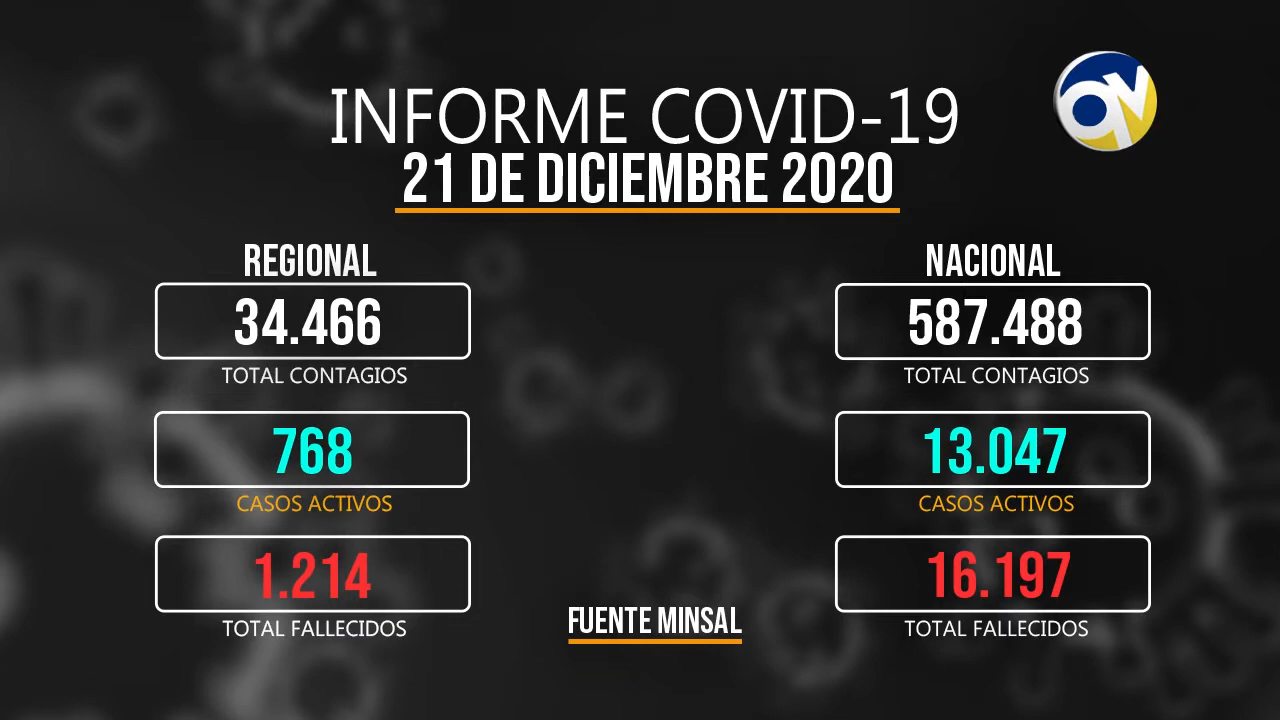 INFORME COVID-19
21 DE DICIEMBRE 2020
REGIONAL
34.466
TOTAL CONTAGIOS
768
CASOS ACTIVOS
1.214
TOTAL FALLECIDOS
NACIONAL
587.488
TOTAL CONTAGIOS
13.047
CASOS ACTIVOS
16.197
TOTAL FALLECIDOS
FUENTE MINSAL